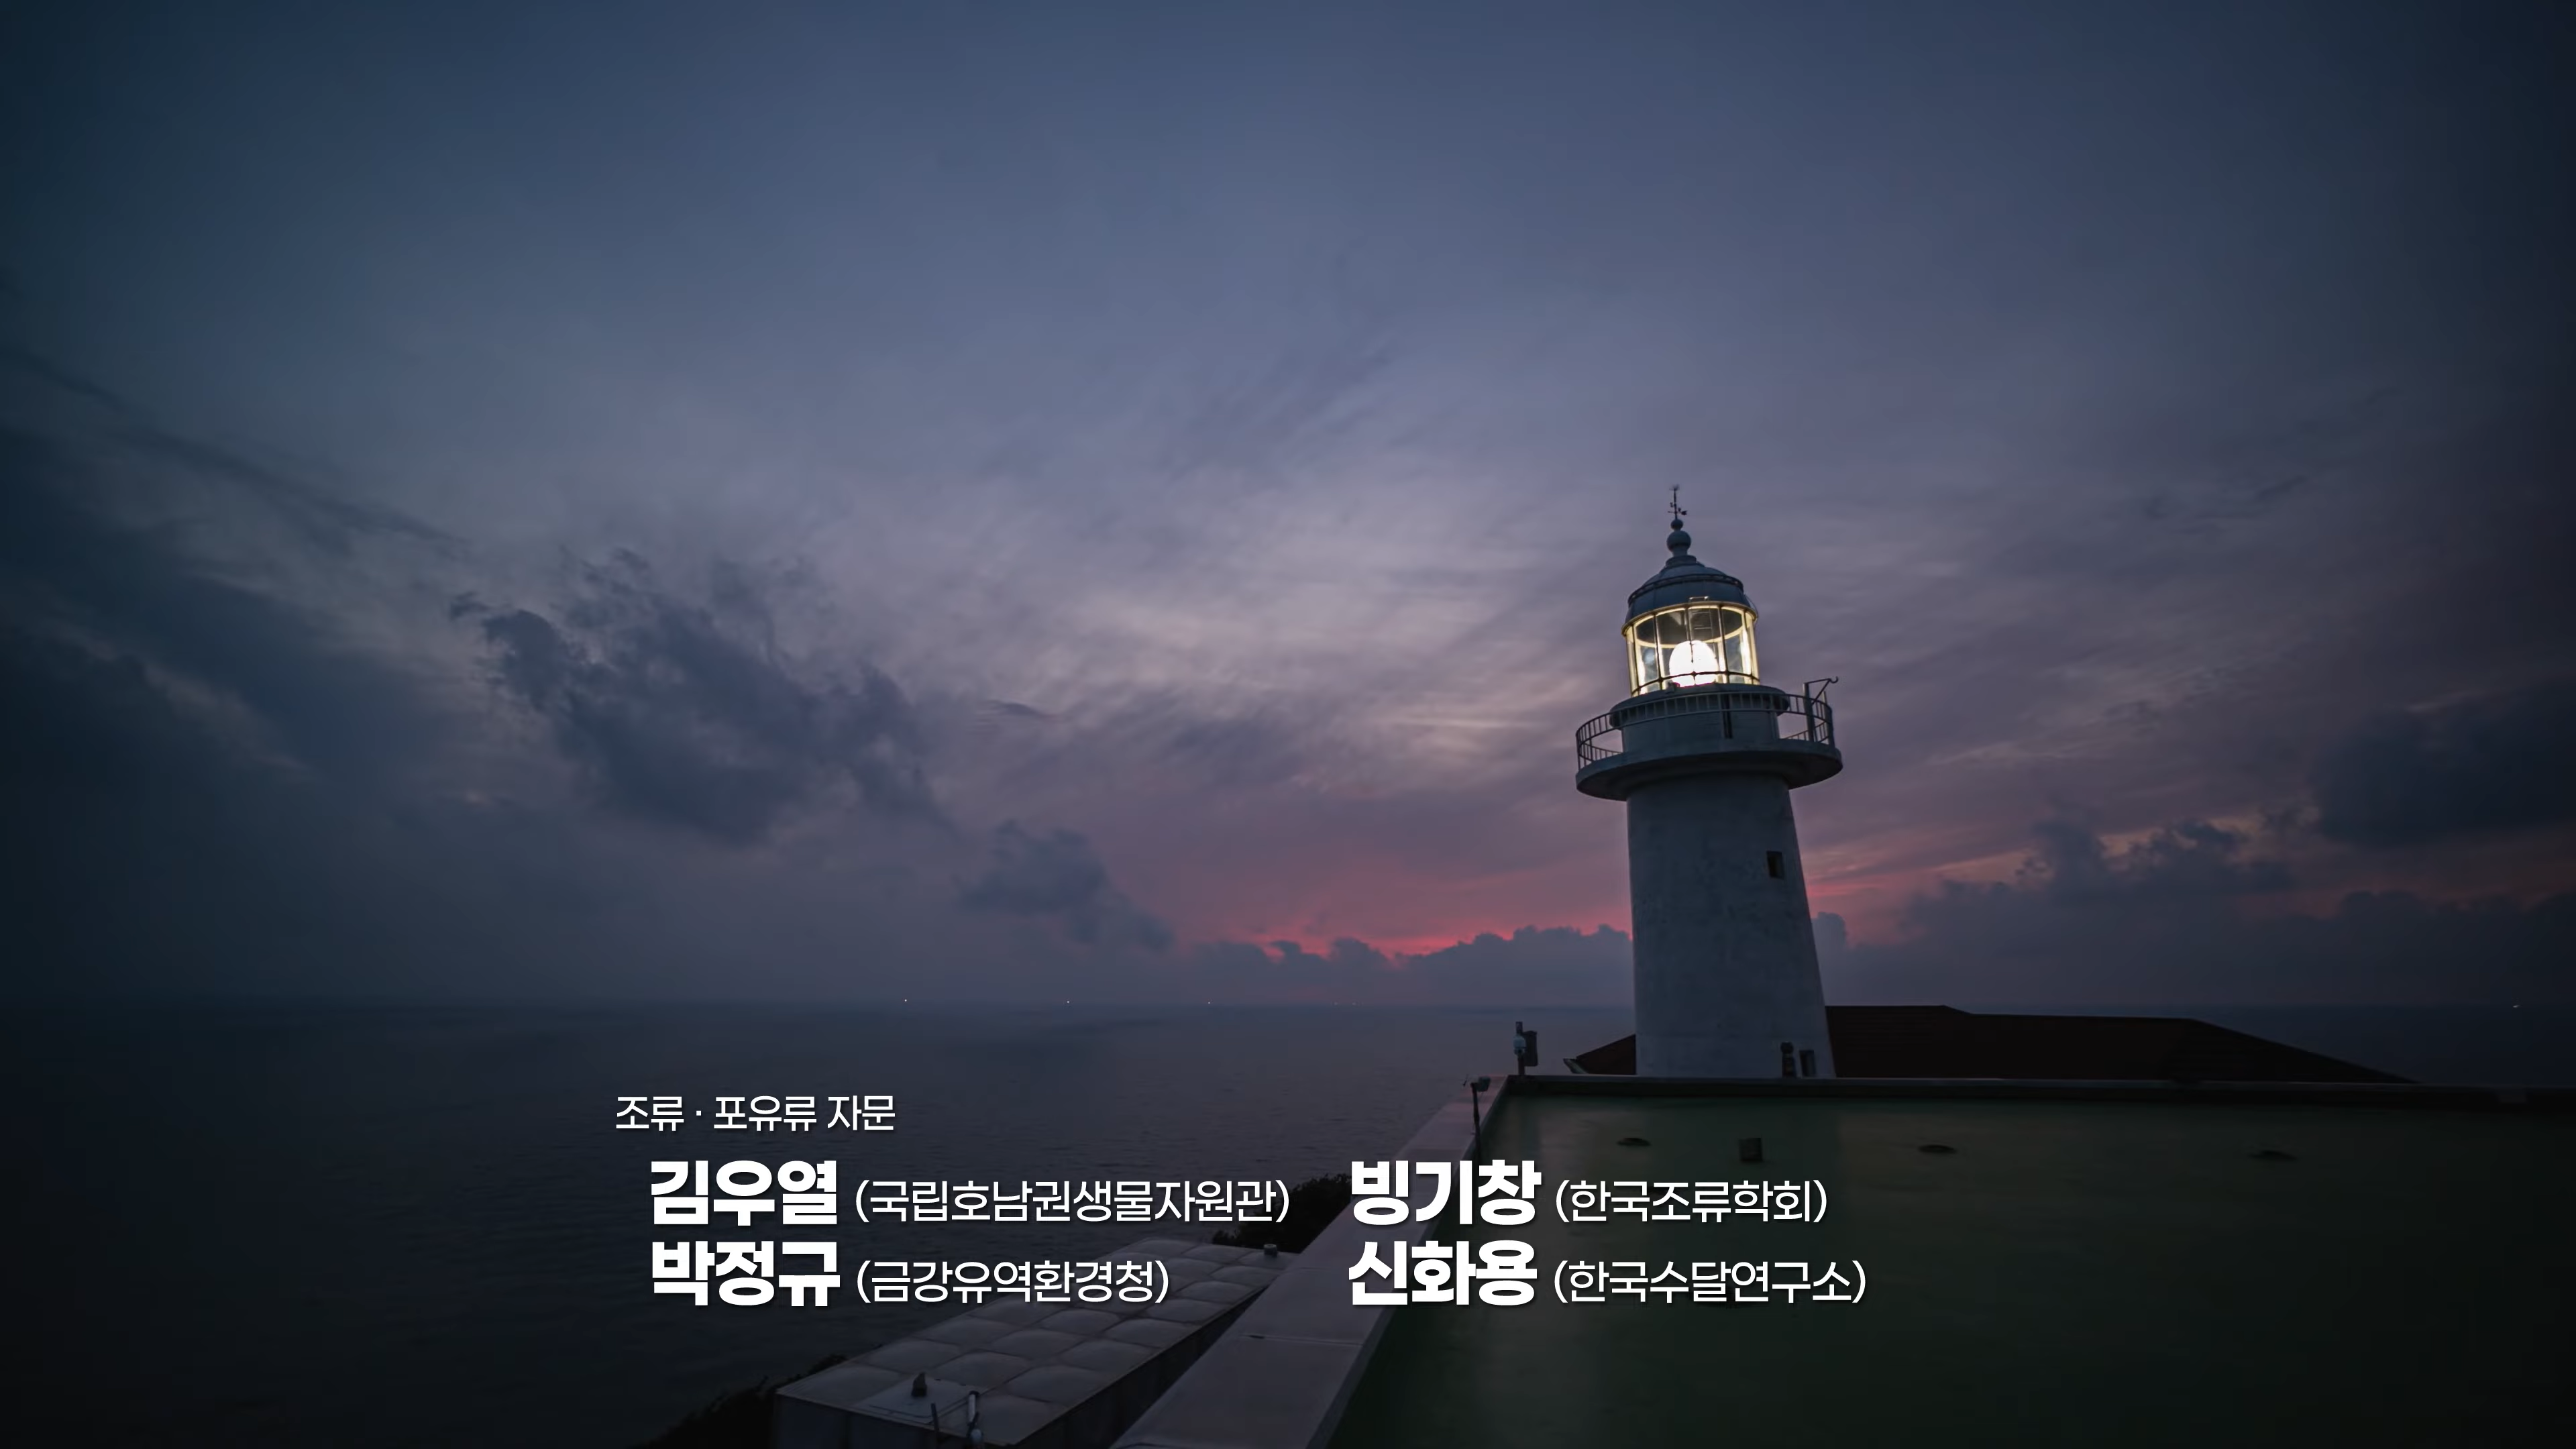 조류 · 포유류 자문
김우열 (국립호남권생물자원관) 빙기창 (한국조류학회)
박정규 (금강유역환경청) 신화용 (한국수달연구소)